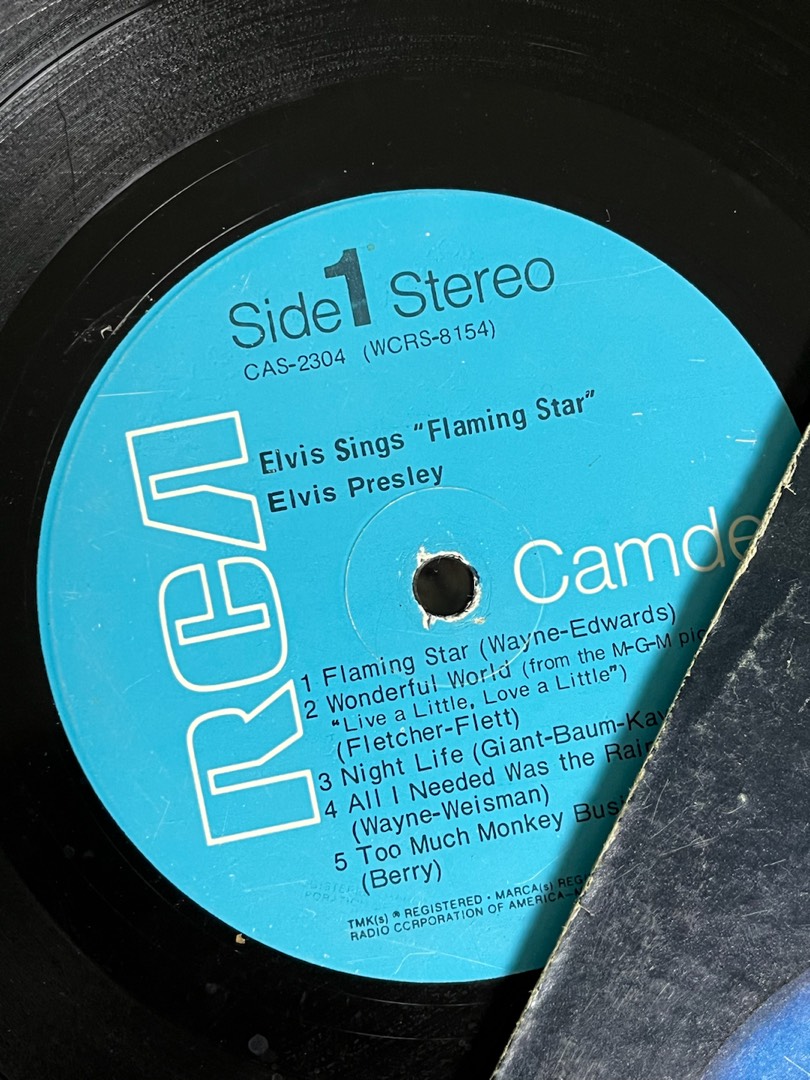 Side 1 Stereo
CAS-2304 (WCRS-8154)
Elvis Sings "Flaming Star"
Elvis Presley
RCA
Camde
1 Flaming Star (Wayne-Edwards)
2 Wonderful World (from the M-G-M pic
"Live a Little, Love a Little")
(Fletcher-Flett)
3 Night Life (Giant-Baum-Kay
4 All I Needed Was the Rain
(Wayne-Weisman)
5 Too Much Monkey Busi
(Berry)
TMK(s) ® REGISTERED • MARCA(s) REG
RADIO CORPORATION OF AMERICA—